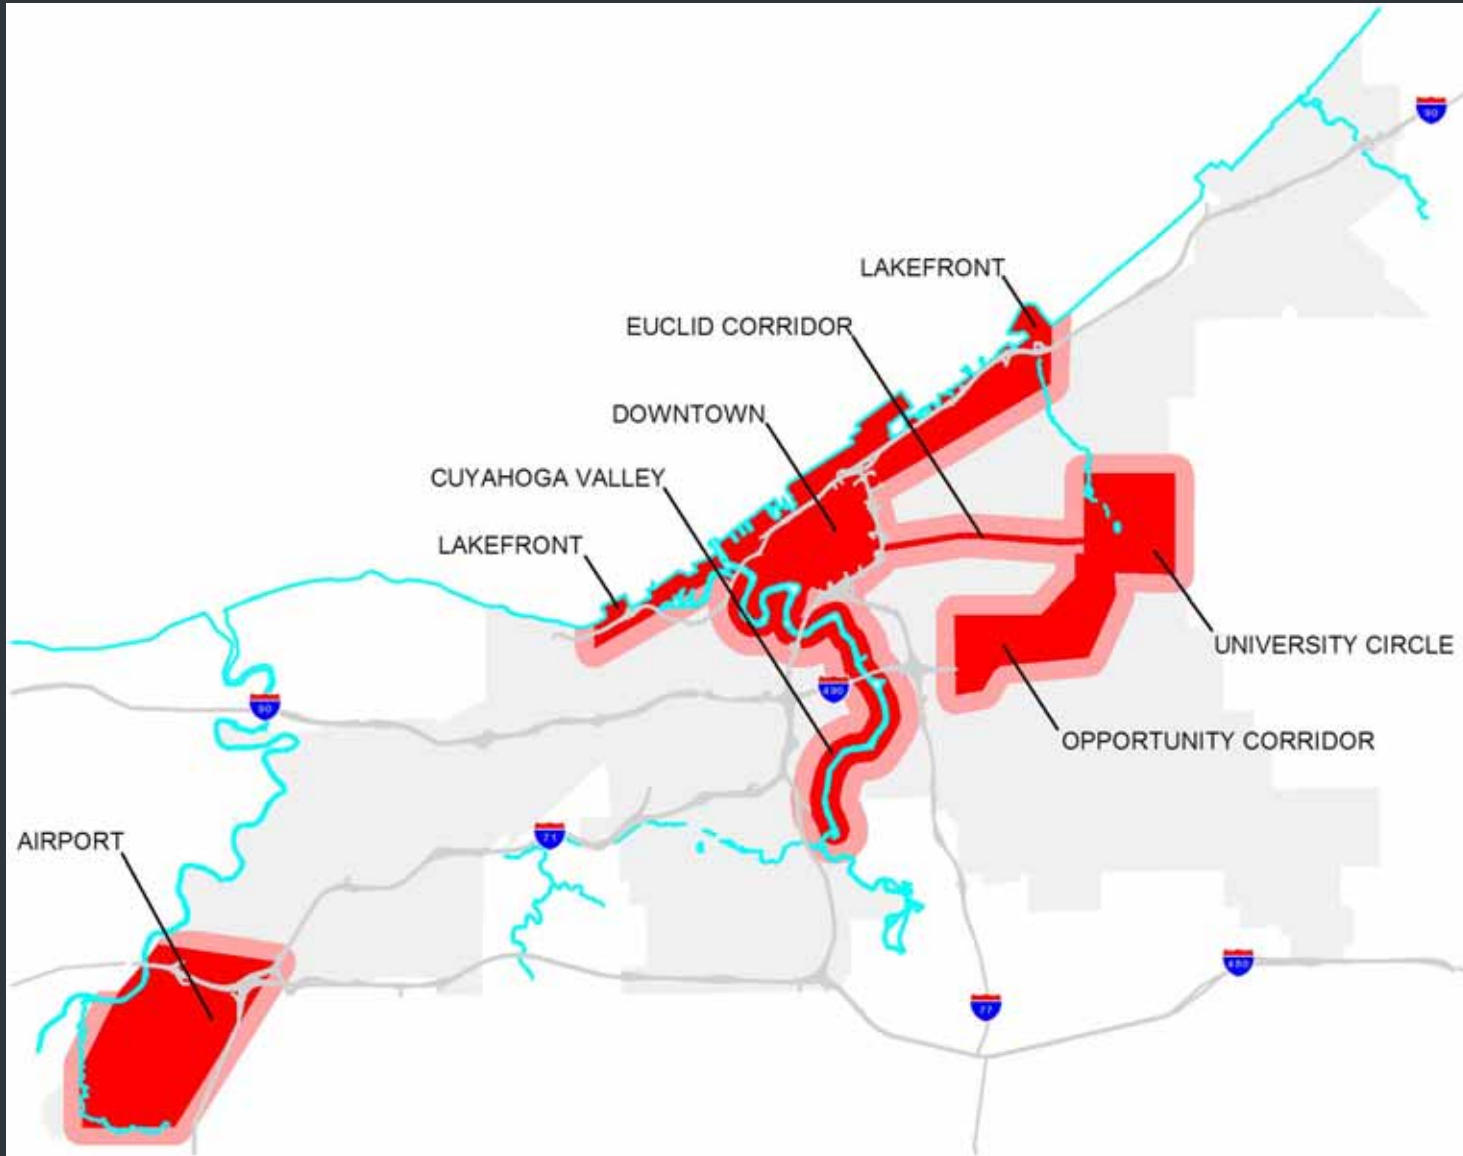 90
LAKEFRONT
EUCLID CORRIDOR
DOWNTOWN
CUYAHOGA VALLEY
LAKEFRONT
UNIVERSITY CIRCLE
490
90
OPPORTUNITY CORRIDOR
71
AIRPORT
480
77